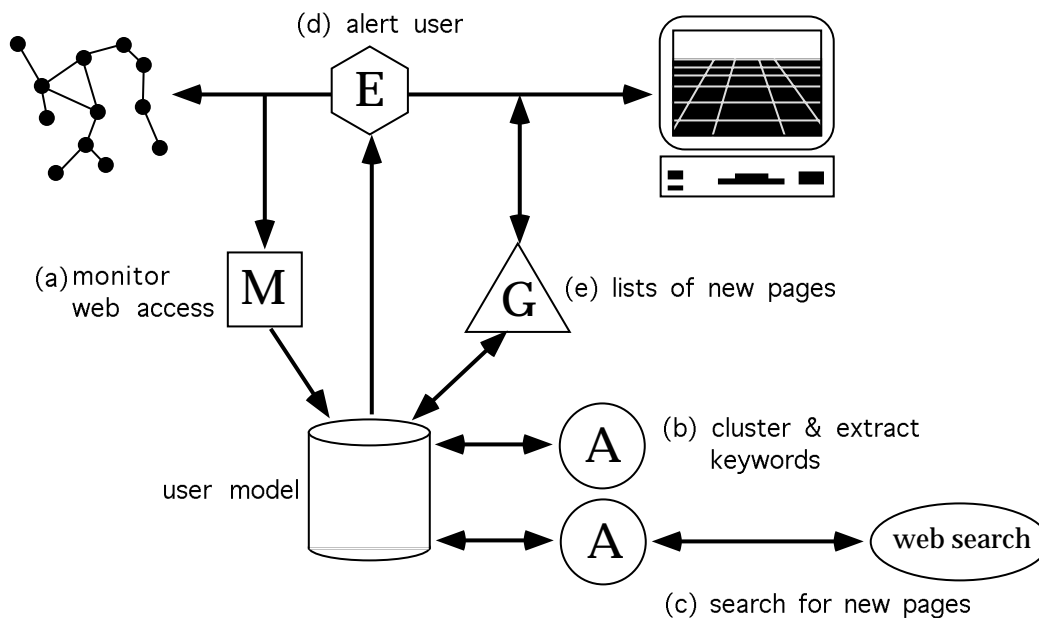 (d) alert user
E
(a) monitor
web access
M
G
(e) lists of new pages
A
(b) cluster & extract
keywords
user model
A
web search
(c) search for new pages